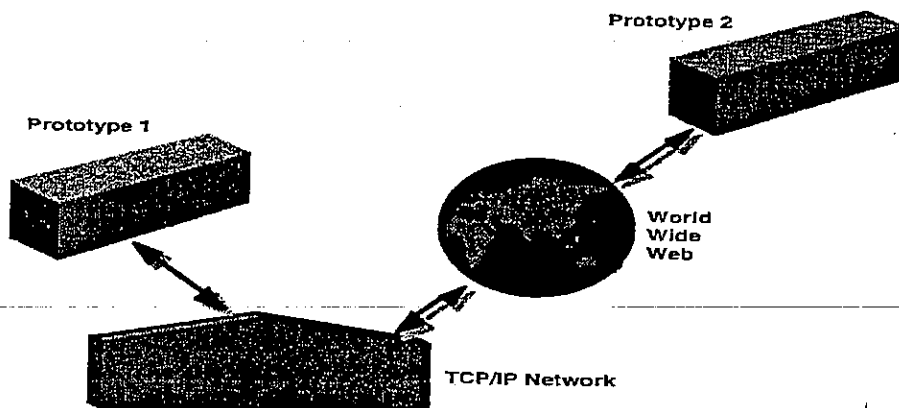 Prototype 2
Prototype 1
World
Wide
Web
TCP/IP Network